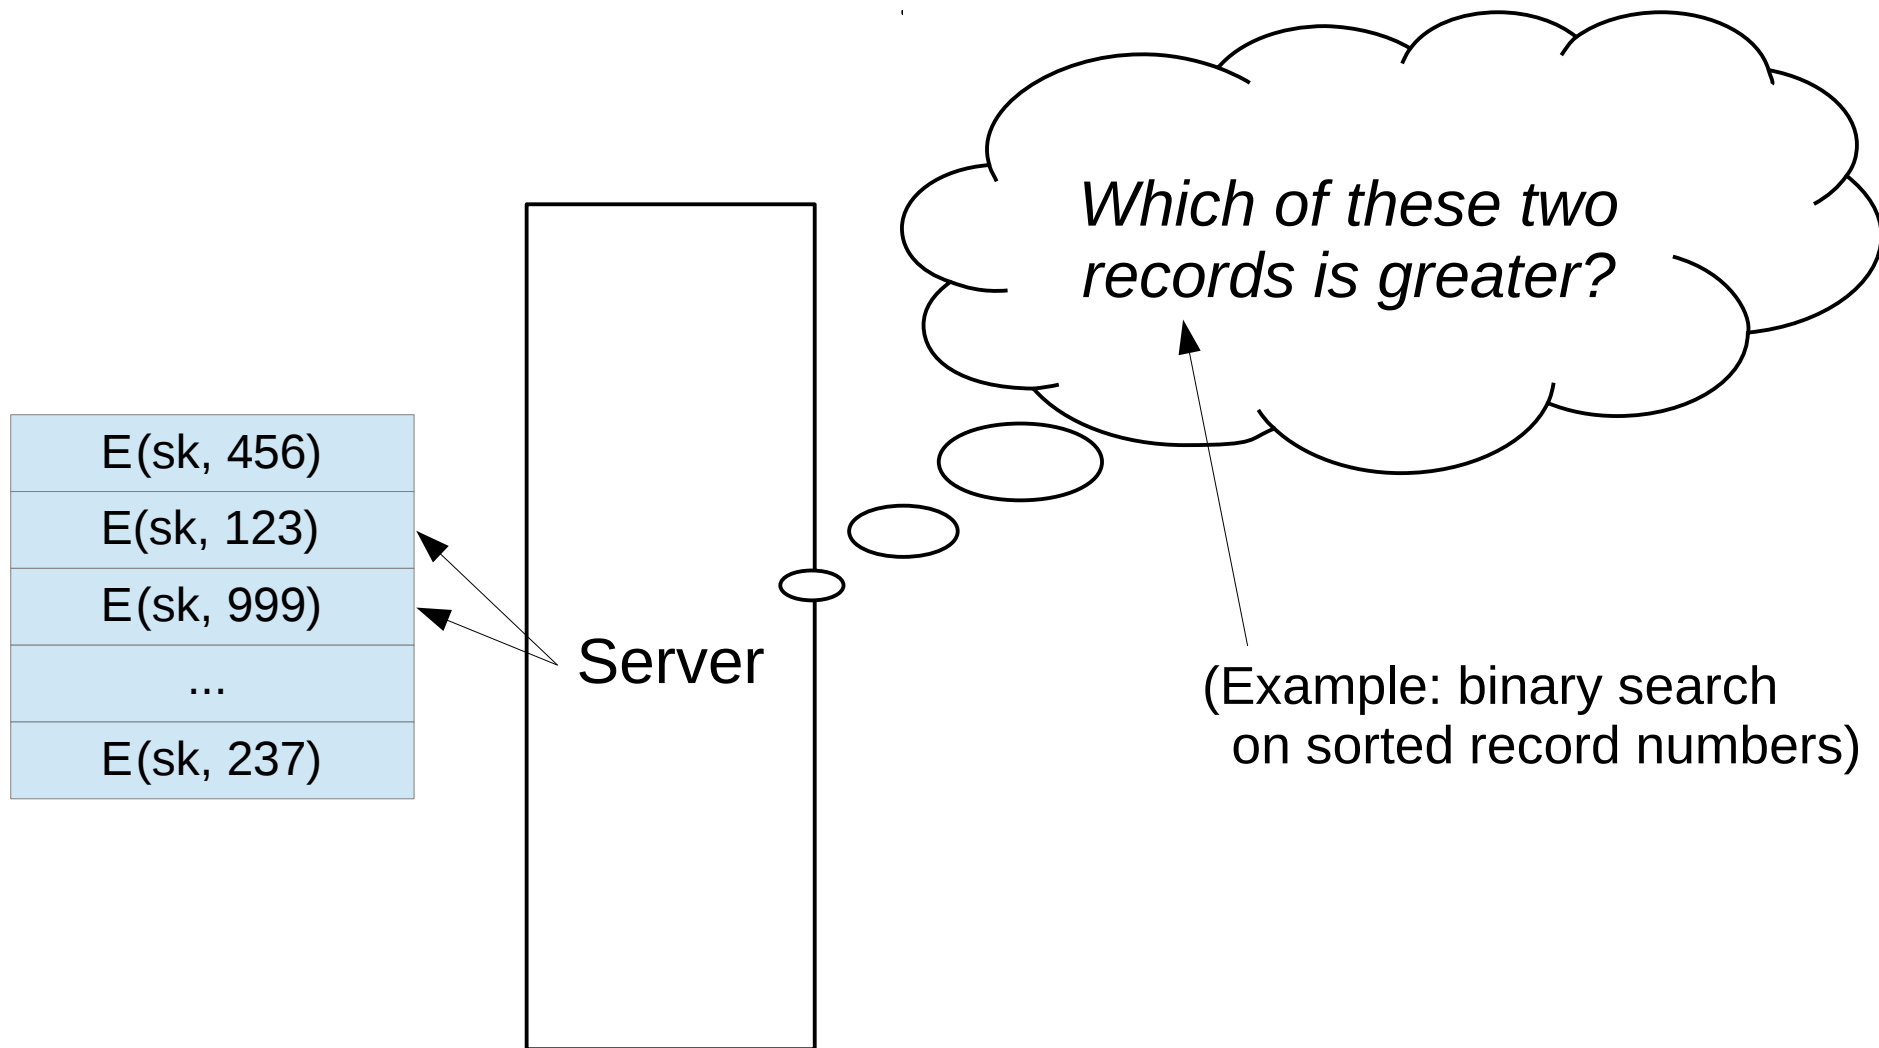 Which of these two
records is greater?
E(sk, 456)
E(sk, 123)
E(sk, 999)
...
E(sk, 237)
Server
(Example: binary search
on sorted record numbers)